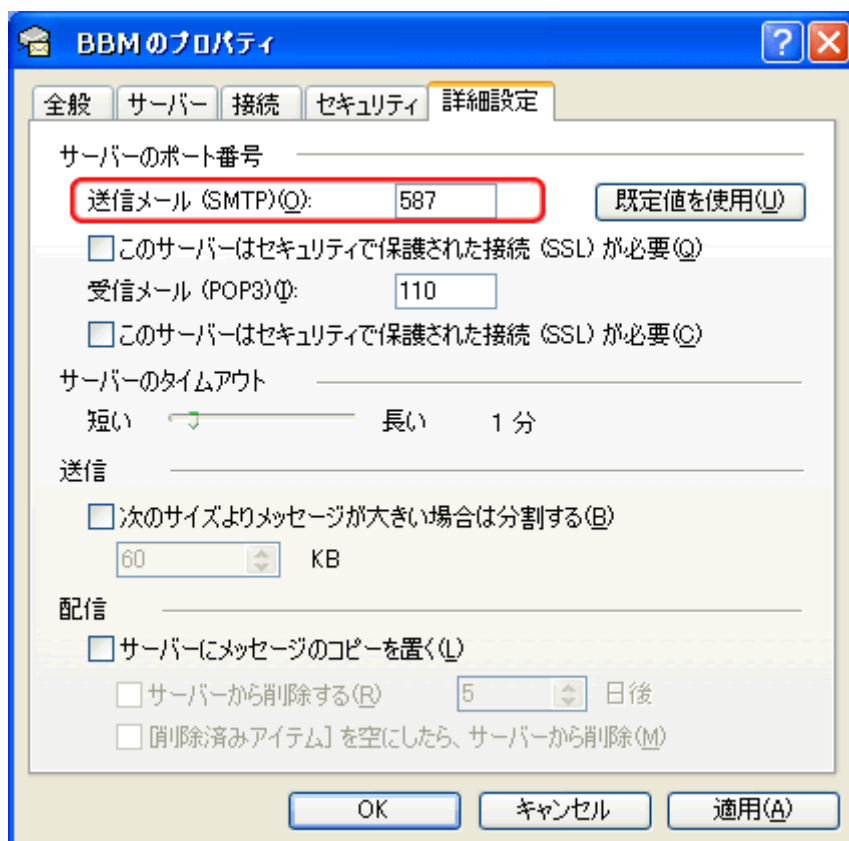 BBMのプロパティ
全般 サーバー 接続 セキュリティ 詳細設定
サーバーのポート番号
送信メール (SMTP)(O): 587 既定値を使用(U)
このサーバーはセキュリティで保護された接続 (SSL) が必要(Q)
受信メール (POP3)(I): 110
このサーバーはセキュリティで保護された接続 (SSL) が必要(C)
サーバーのタイムアウト
短い 長い 1 分
送信
次のサイズよりメッセージが大きい場合は分割する(B)
60 KB
配信
サーバーにメッセージのコピーを置く(L)
サーバーから削除する(R) 5 日後
[削除済みアイテム] を空にしたら、サーバーから削除(M)
OK キャンセル 適用(A)